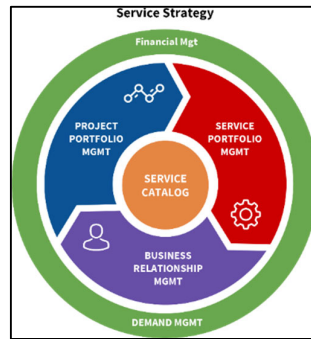 Service Strategy
Financial Mgt
PROJECT
PORTFOLIO
MGMT
SERVICE
PORTFOLIO
MGMT
SERVICE
CATALOG
BUSINESS
RELATIONSHIP
MGMT
DEMAND MGMT